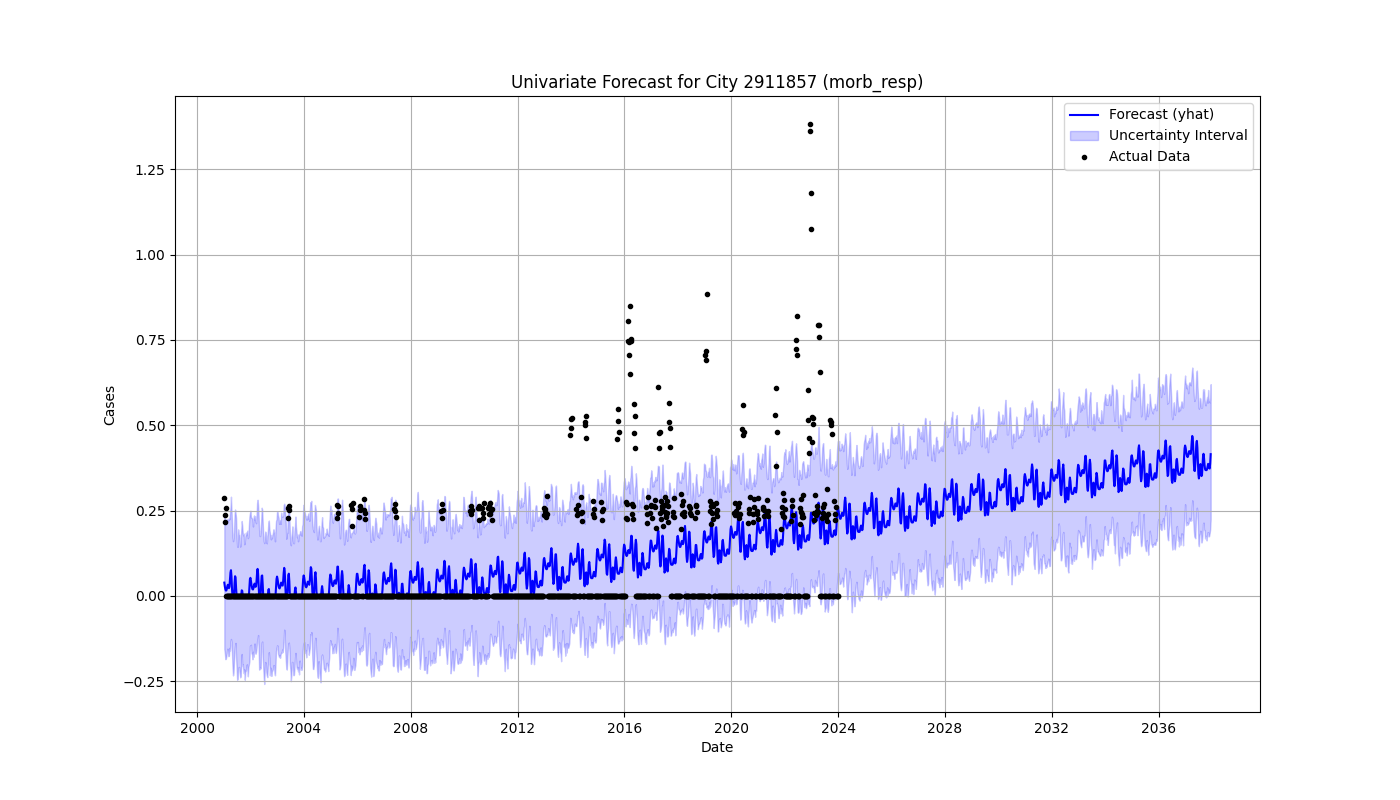 Univariate Forecast for City 2911857 (morb_resp)
Forecast (yhat)
Uncertainty Interval
Actual Data
Cases
1.25
1.00
0.75
0.50
0.25
0.00
−0.25
2000 2004 2008 2012 2016 2020 2024 2028 2032 2036
Date